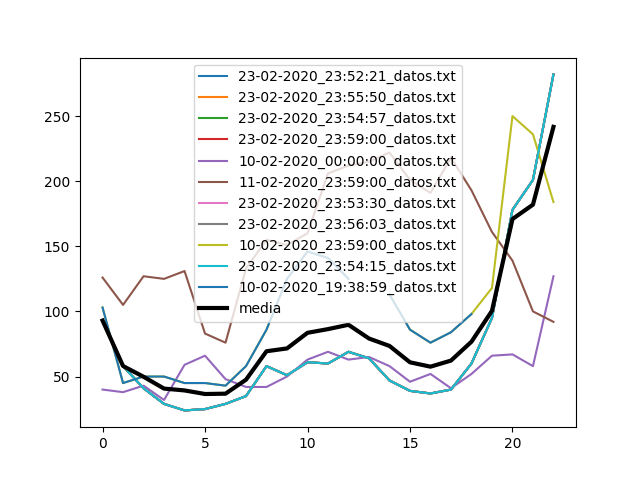 23-02-2020_23:52:21_datos.txt
23-02-2020_23:55:50_datos.txt
23-02-2020_23:54:57_datos.txt
23-02-2020_23:59:00_datos.txt
10-02-2020_00:00:00_datos.txt
11-02-2020_23:59:00_datos.txt
23-02-2020_23:53:30_datos.txt
23-02-2020_23:56:03_datos.txt
10-02-2020_23:59:00_datos.txt
23-02-2020_23:54:15_datos.txt
10-02-2020_19:38:59_datos.txt
media
250
200
150
100
50
0 5 10 15 20